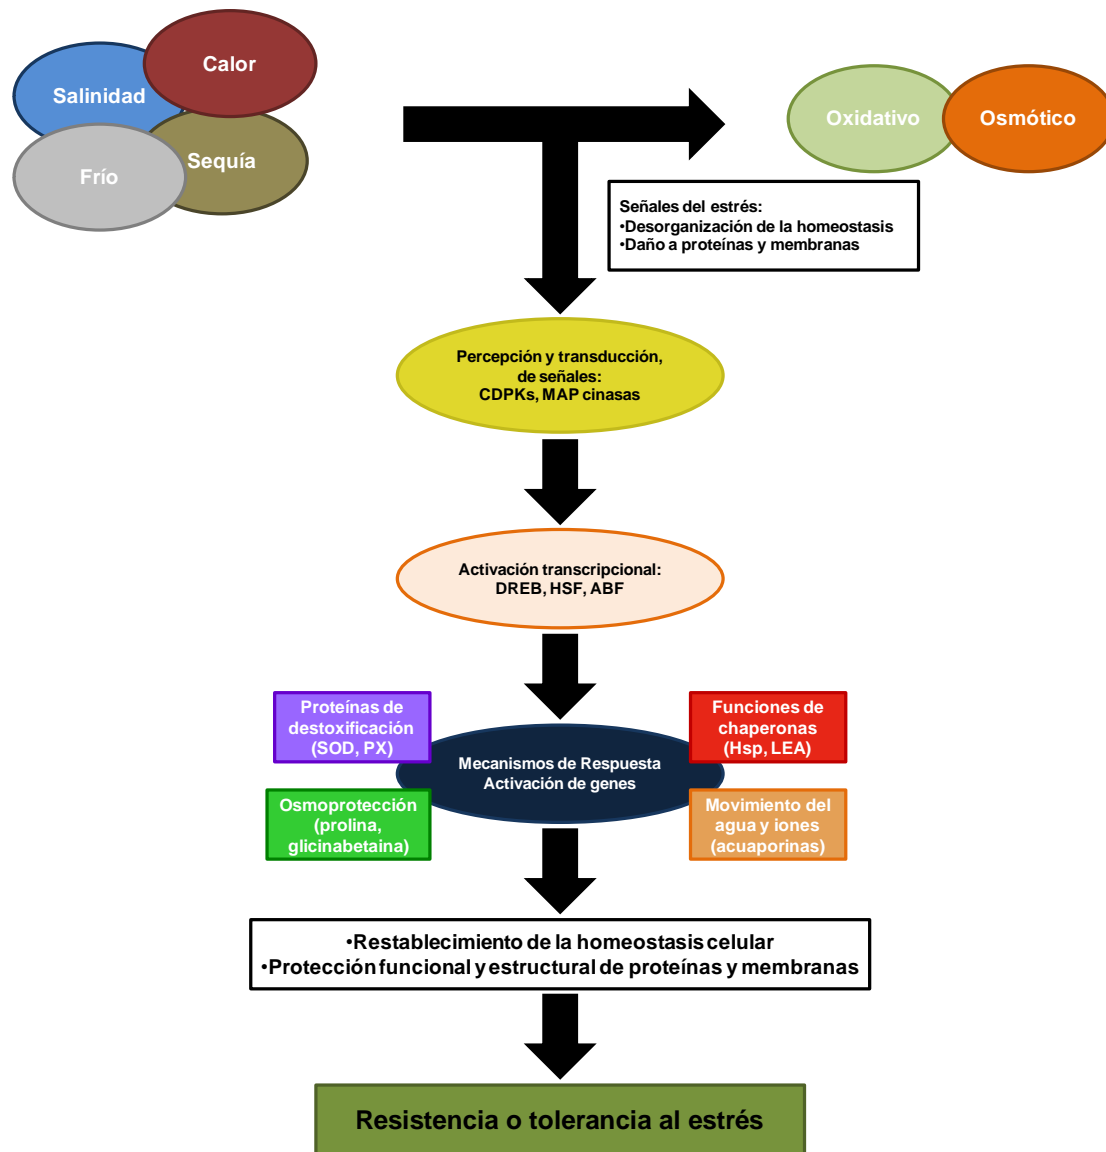 Calor
Salinidad
Sequía
Frío
Oxidativo
Osmótico
Señales del estrés:
•Desorganización de la homeostasis
•Daño a proteínas y membranas
Percepción y transducción,
de señales:
CDPKs, MAP cinasas
Activación transcripcional:
DREB, HSF, ABF
Proteínas de
destoxificación
(SOD, PX)
Funciones de
chaperonas
(Hsp, LEA)
Mecanismos de Respuesta
Activación de genes
Osmoprotección
(prolina,
glicinabetaina)
Movimiento del
agua y iones
(acuaporinas)
•Restablecimiento de la homeostasis celular
•Protección funcional y estructural de proteínas y membranas
Resistencia o tolerancia al estrés